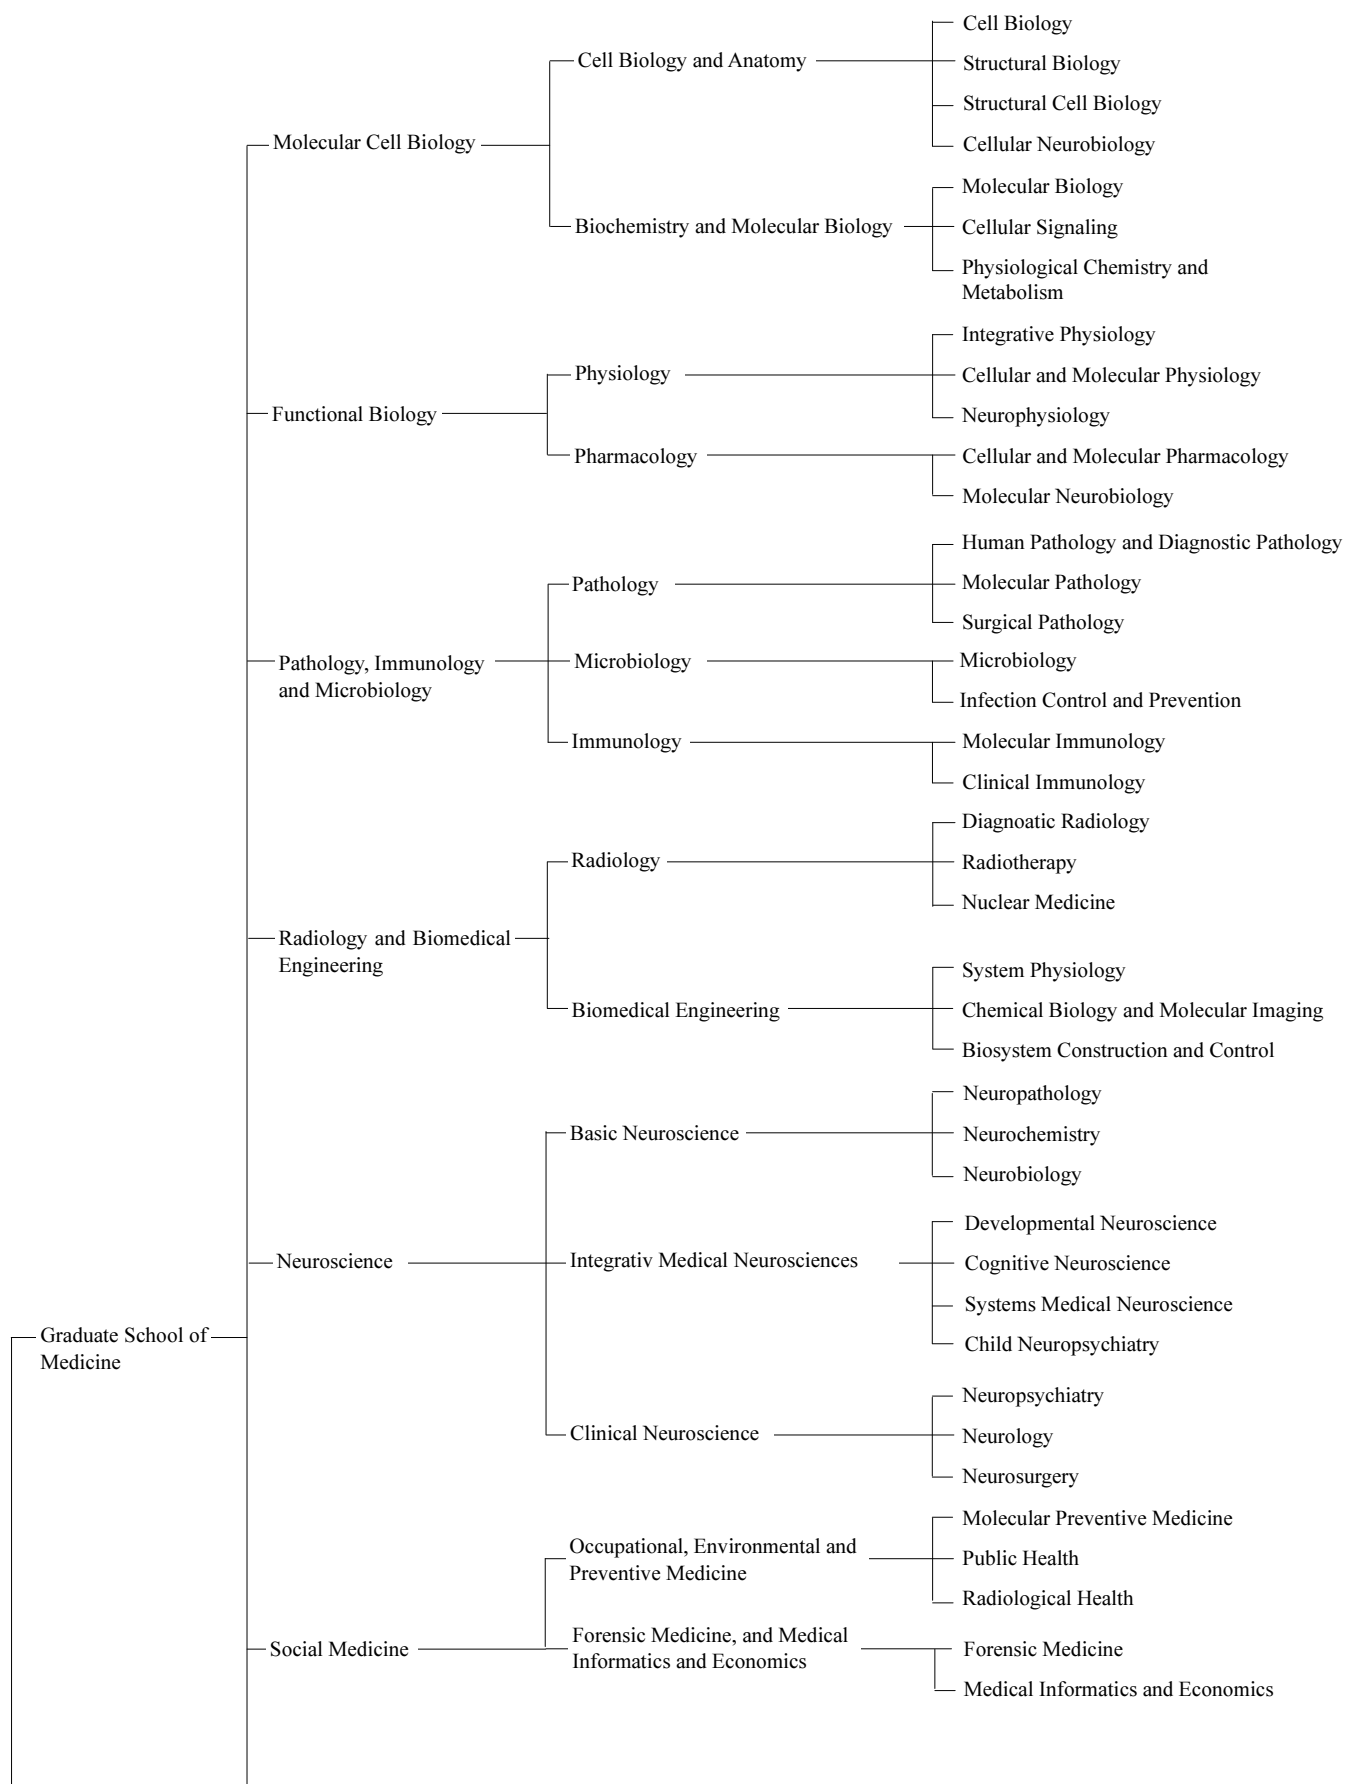 Cell Biology
Cell Biology and Anatomy
Structural Biology
Structural Cell Biology
Molecular Cell Biology
Cellular Neurobiology
Molecular Biology
Biochemistry and Molecular Biology
Cellular Signaling
Physiological Chemistry and
Metabolism
Integrative Physiology
Physiology
Cellular and Molecular Physiology
Functional Biology
Neurophysiology
Pharmacology
Cellular and Molecular Pharmacology
Molecular Neurobiology
Human Pathology and Diagnostic Pathology
Pathology
Molecular Pathology
Surgical Pathology
Pathology, Immunology
and Microbiology
Microbiology
Microbiology
Infection Control and Prevention
Immunology
Molecular Immunology
Clinical Immunology
Diagnoatic Radiology
Radiology
Radiotherapy
Nuclear Medicine
Radiology and Biomedical
Engineering
System Physiology
Biomedical Engineering
Chemical Biology and Molecular Imaging
Biosystem Construction and Control
Neuropathology
Basic Neuroscience
Neurochemistry
Neurobiology
Developmental Neuroscience
Neuroscience
Integrativ Medical Neurosciences
Cognitive Neuroscience
Systems Medical Neuroscience
Graduate School of
Medicine
Child Neuropsychiatry
Neuropsychiatry
Clinical Neuroscience
Neurology
Neurosurgery
Molecular Preventive Medicine
Occupational, Environmental and
Preventive Medicine
Public Health
Radiological Health
Social Medicine
Forensic Medicine, and Medical
Informatics and Economics
Forensic Medicine
Medical Informatics and Economics